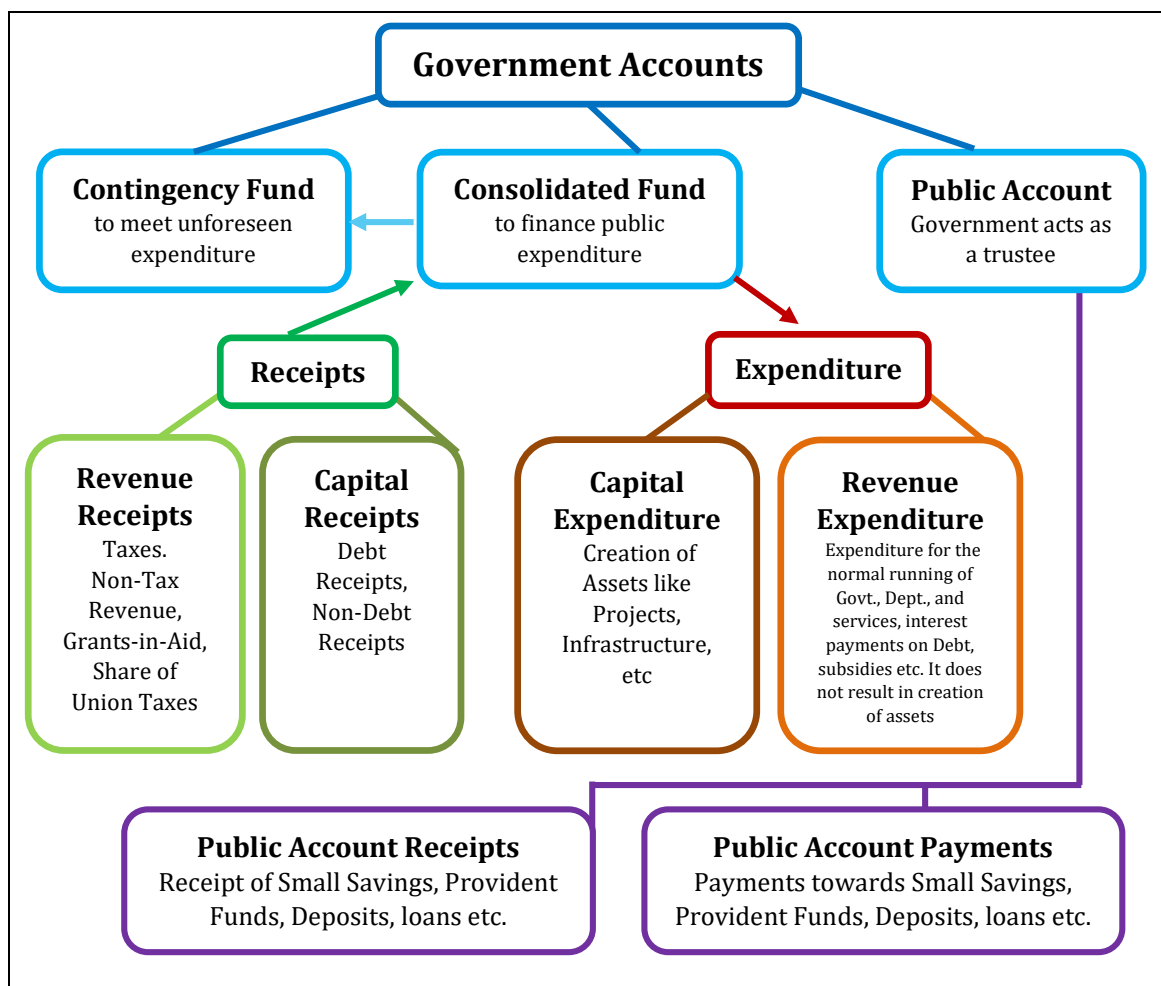 Government Accounts
Contingency Fund
to meet unforeseen
expenditure
Consolidated Fund
to finance public
expenditure
Public Account
Government acts as
a trustee
Receipts
Expenditure
Revenue
Receipts
Taxes.
Non-Tax
Revenue,
Grants-in-Aid,
Share of
Union Taxes
Capital
Receipts
Debt
Receipts,
Non-Debt
Receipts
Capital
Expenditure
Creation of
Assets like
Projects,
Infrastructure,
etc
Revenue
Expenditure
Expenditure for the
normal running of
Govt., Dept., and
services, interest
payments on Debt,
subsidies etc. It does
not result in creation
of assets
Public Account Receipts
Receipt of Small Savings, Provident
Funds, Deposits, loans etc.
Public Account Payments
Payments towards Small Savings,
Provident Funds, Deposits, loans etc.